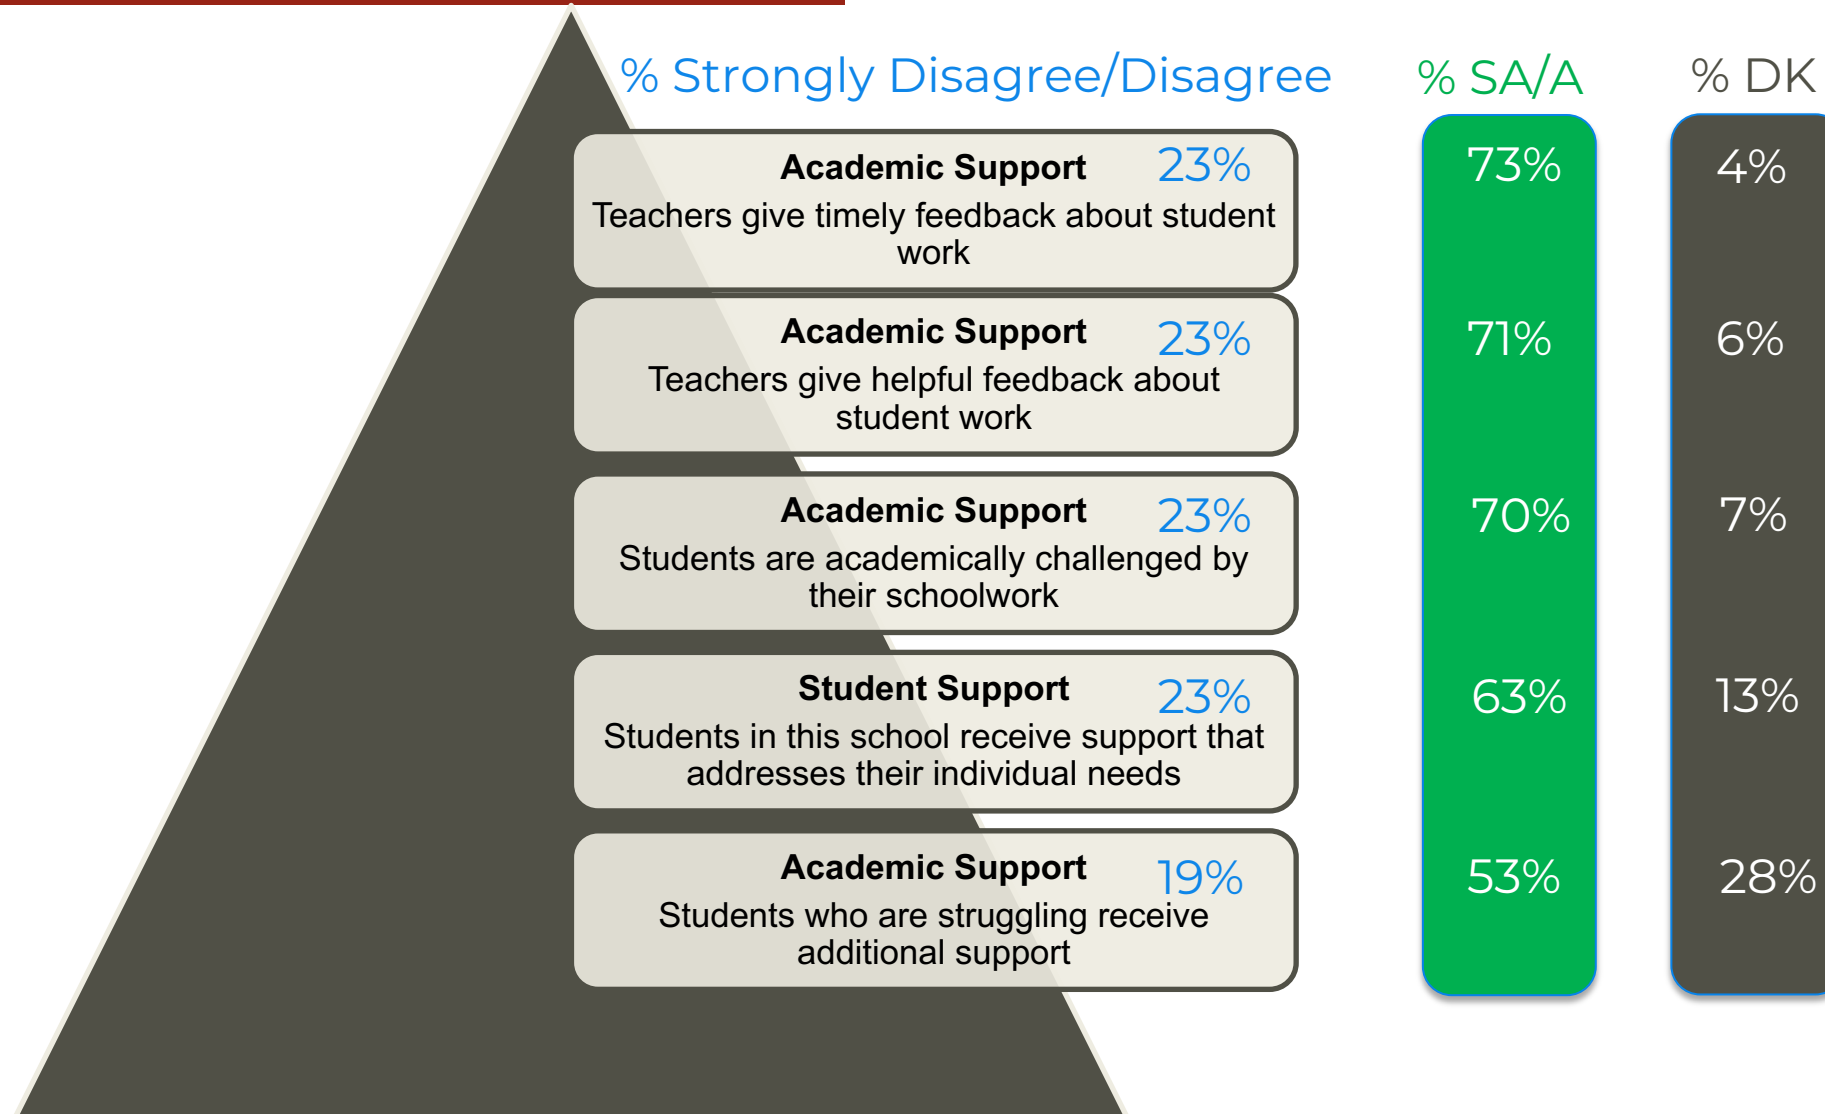 % Strongly Disagree/Disagree % SA/A % DK
Academic Support 23% 73% 4%
Teachers give timely feedback about student
work
Academic Support 23% 71% 6%
Teachers give helpful feedback about
student work
Academic Support 23% 70% 7%
Students are academically challenged by
their schoolwork
Student Support 23% 63% 13%
Students in this school receive support that
addresses their individual needs
Academic Support 19% 53% 28%
Students who are struggling receive
additional support